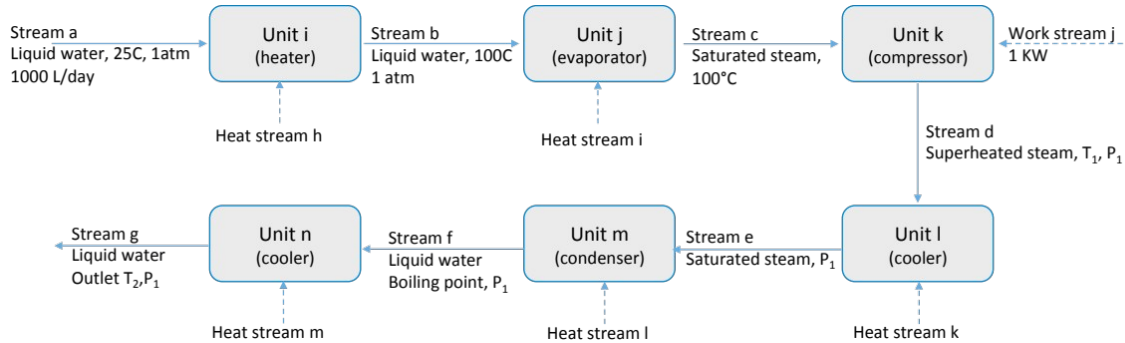 Stream a
Liquid water, 25C, 1atm
1000 L/day
Unit i
(heater)
Stream b
Liquid water, 100C
1 atm
Unit j
(evaporator)
Stream c
Saturated steam,
100°C
Unit k
(compressor)
Work stream j
1 KW
Heat stream h
Heat stream i
Stream d
Superheated steam, T₁, P₁
Stream g
Liquid water
Outlet T₂,P₁
Unit n
(cooler)
Stream f
Liquid water
Boiling point, P₁
Unit m
(condenser)
Stream e
Saturated steam, P₁
Unit l
(cooler)
Heat stream m
Heat stream l
Heat stream k